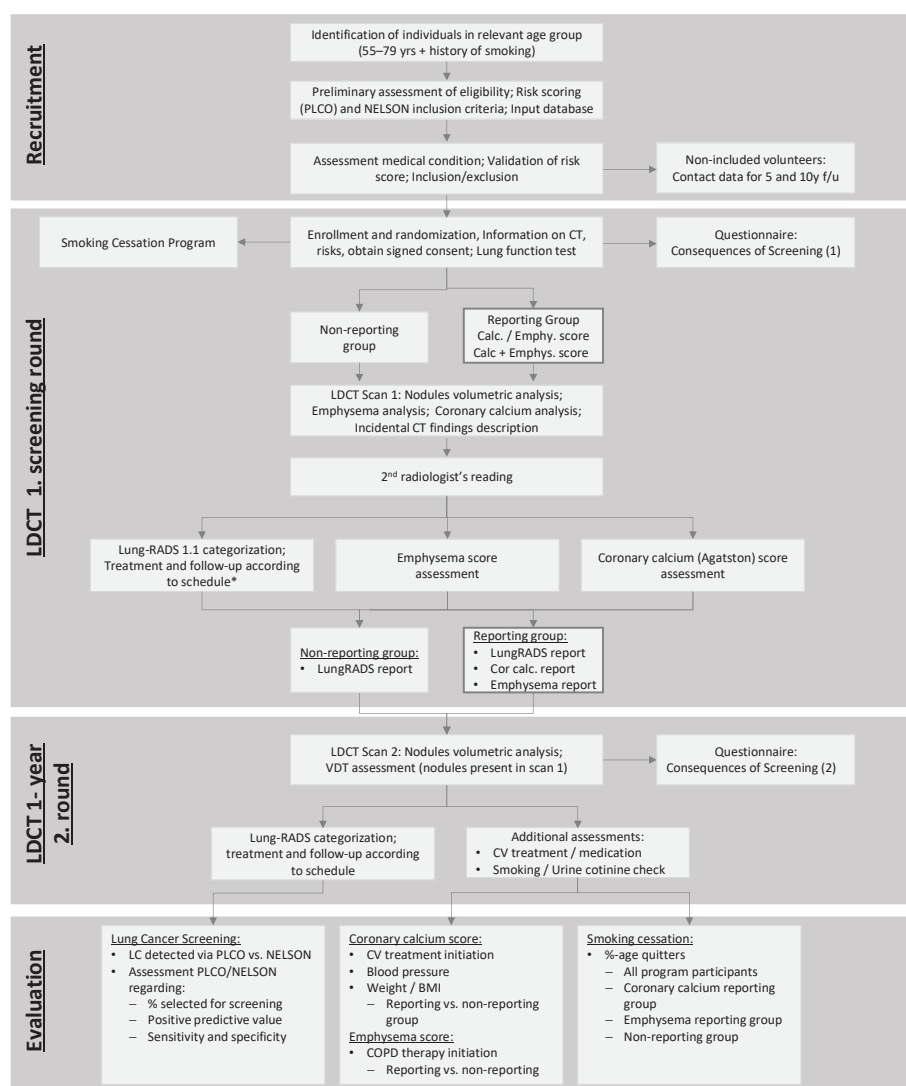 Recruitment
Identification of individuals in relevant age group
(55–79 yrs + history of smoking)
Preliminary assessment of eligibility; Risk scoring
(PLCO) and NELSON inclusion criteria; Input database
Assessment medical condition; Validation of risk
score; Inclusion/exclusion
Non-included volunteers:
Contact data for 5 and 10y f/u
LDCT 1. screening round
Smoking Cessation Program
Enrollment and randomization, Information on CT,
risks, obtain signed consent; Lung function test
Questionnaire:
Consequences of Screening (1)
Non-reporting
group
Reporting Group
Calc. / Emphy. score
Calc + Emphys. score
LDCT Scan 1: Nodules volumetric analysis;
Emphysema analysis; Coronary calcium analysis;
Incidental CT findings description
2nd radiologist's reading
Lung-RADS 1.1 categorization;
Treatment and follow-up according
to schedule*
Emphysema score
assessment
Coronary calcium (Agatston) score
assessment
Non-reporting group:
• LungRADS report
Reporting group:
• LungRADS report
• Cor calc. report
• Emphysema report
LDCT 1- year
2. round
LDCT Scan 2: Nodules volumetric analysis;
VDT assessment (nodules present in scan 1)
Questionnaire:
Consequences of Screening (2)
Lung-RADS categorization;
treatment and follow-up according
to schedule
Additional assessments:
• CV treatment / medication
• Smoking / Urine cotinine check
Evaluation
Lung Cancer Screening:
• LC detected via PLCO vs. NELSON
• Assessment PLCO/NELSON
regarding:
– % selected for screening
– Positive predictive value
– Sensitivity and specificity
Coronary calcium score:
• CV treatment initiation
• Blood pressure
• Weight / BMI
– Reporting vs. non-reporting
group
Emphysema score:
• COPD therapy initiation
– Reporting vs. non-reporting
Smoking cessation:
• %-age quitters
– All program participants
– Coronary calcium reporting
group
– Emphysema reporting group
– Non-reporting group